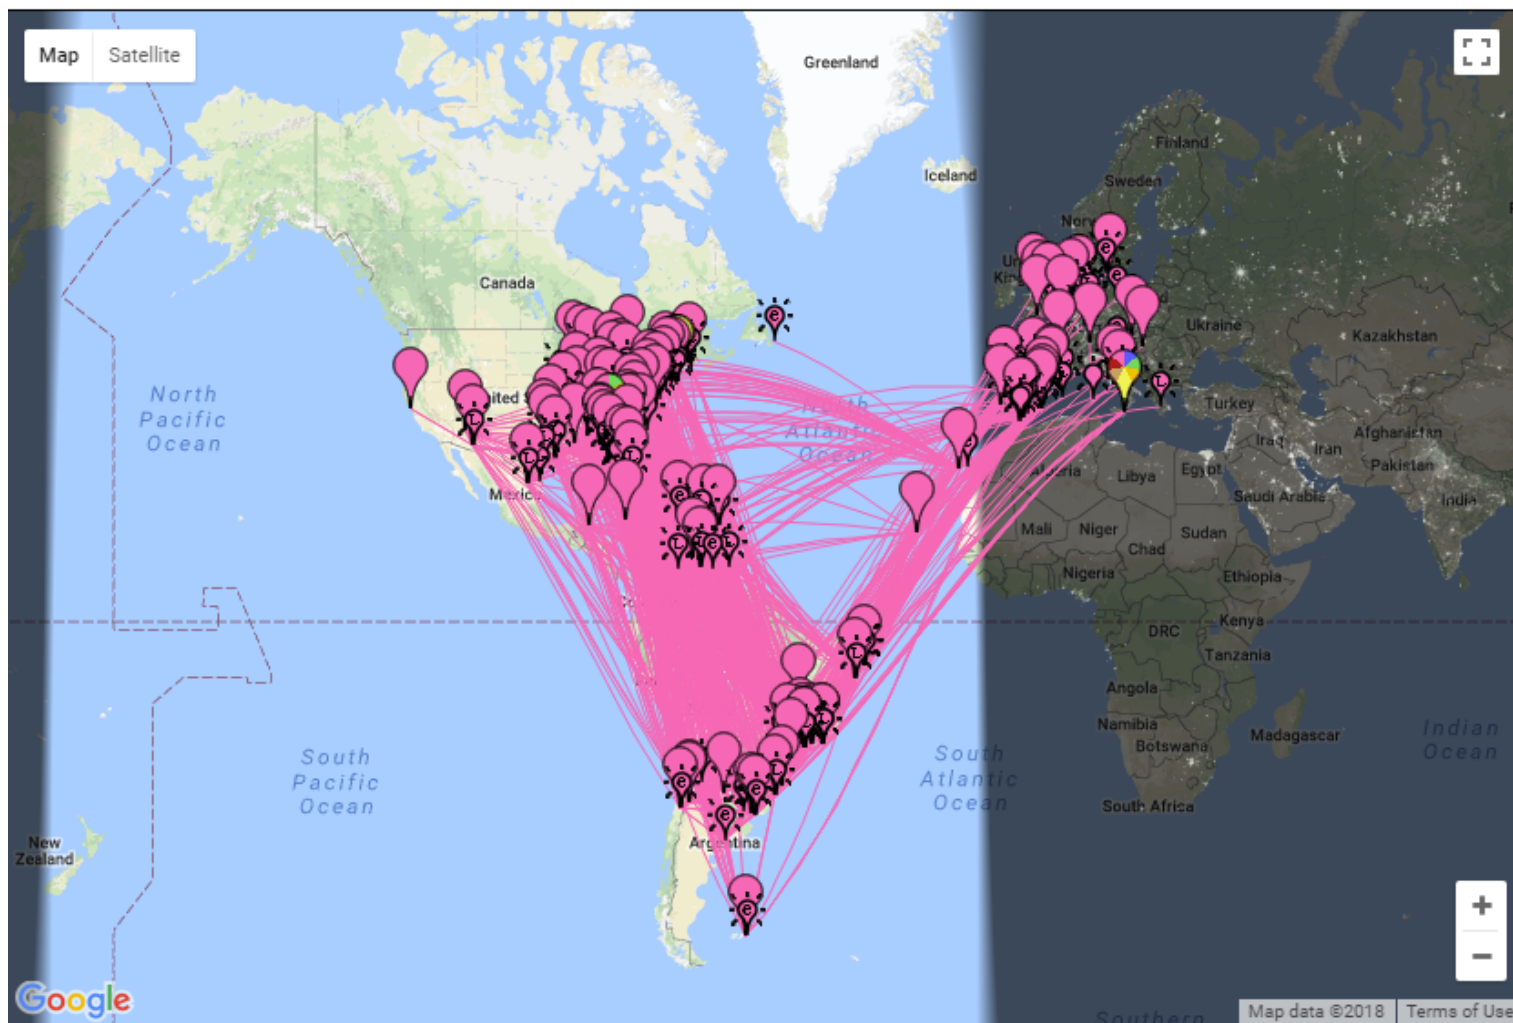 Map Satellite
Greenland
Finland
Iceland
Sweden
Canada
Ukraine
Kazakhstan
North
Pacific
Ocean
Turkey
Iraq
Iran
Afghanistan
Pakistan
Libya
Egypt
Saudi Arabia
India
Mali
Niger
Sudan
Chad
Nigeria
Ethiopia
DRC
Kenya
Tanzania
Angola
Namibia
Botswana
Madagascar
Indian
Ocean
South
Pacific
Ocean
South
Atlantic
Ocean
South Africa
New
Zealand
+
−
Google
Map data ©2018
Terms of Use